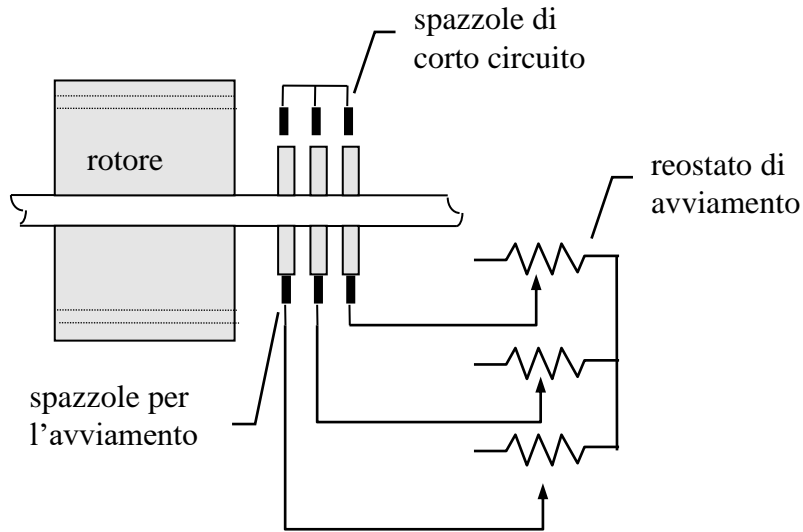 spazzole di
corto circuito
rotore
reostato di
avviamento
spazzole per
l'avviamento